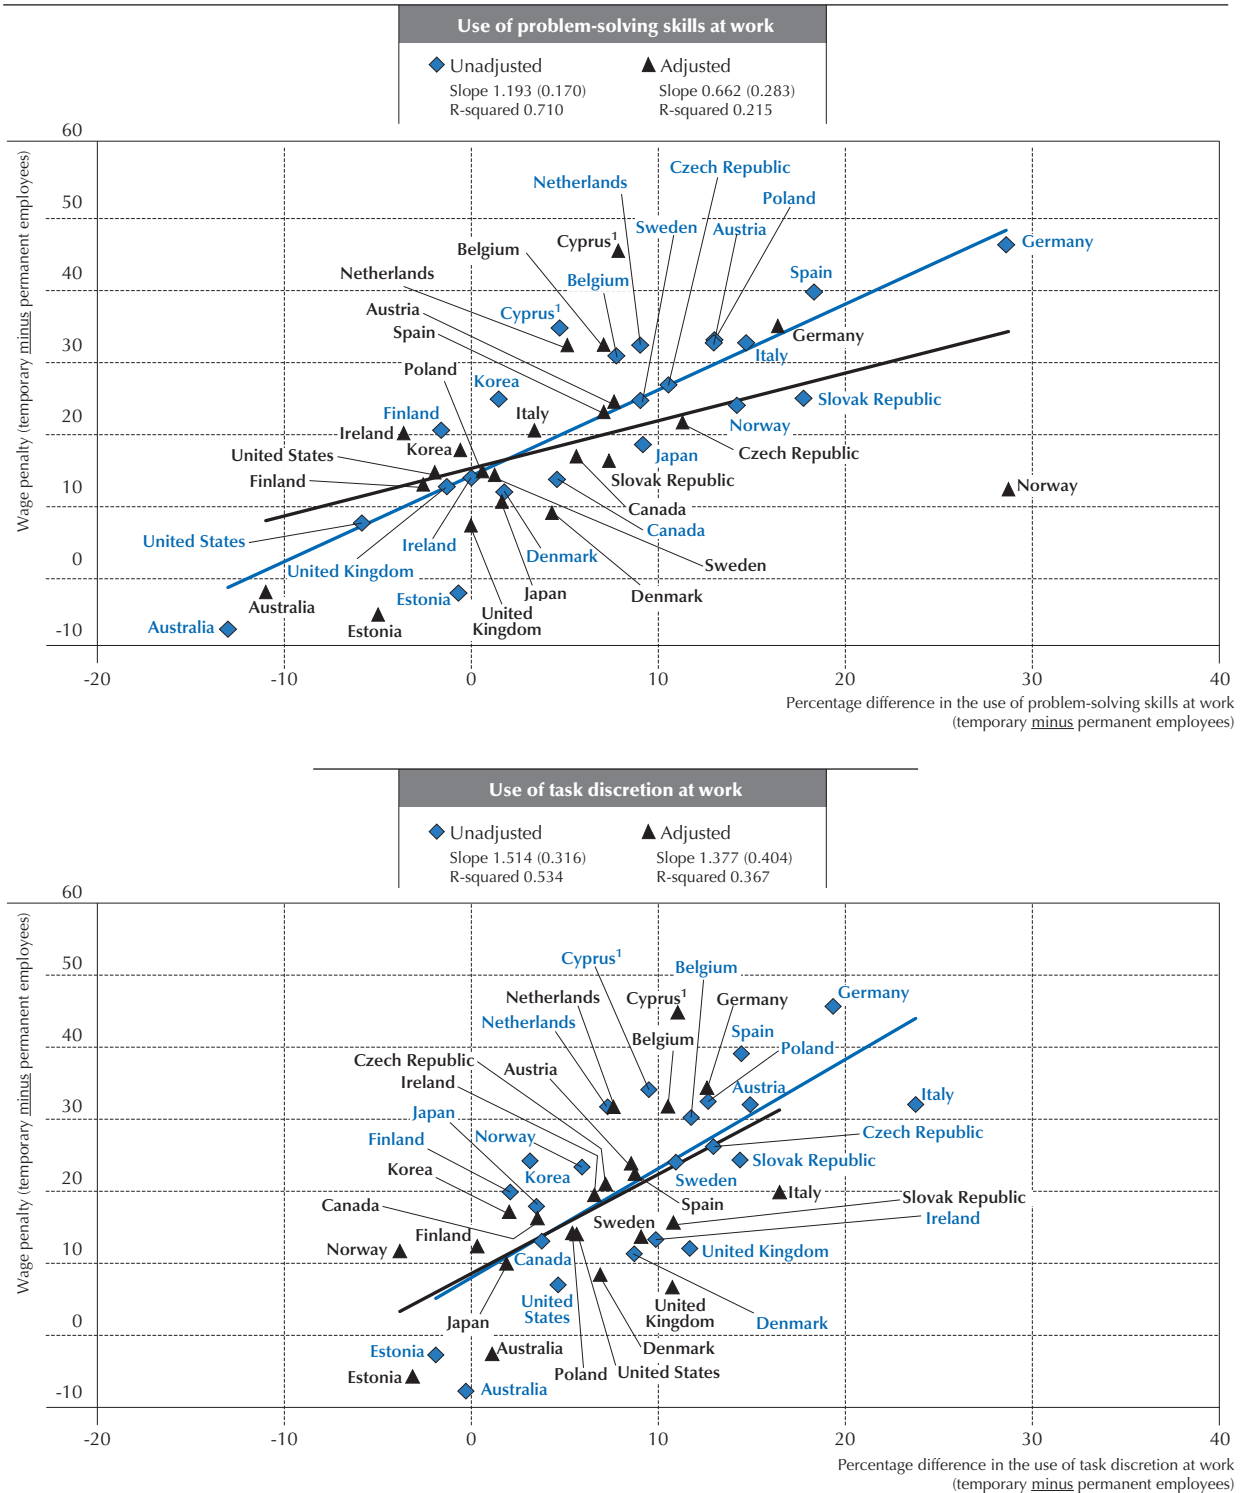 Use of problem-solving skills at work
Unadjusted
Adjusted
Slope 1.193 (0.170)
Slope 0.662 (0.283)
R-squared 0.710
R-squared 0.215
Wage penalty (temporary minus permanent employees)
60
50
40
30
20
10
0
-10
Czech Republic
Netherlands
Poland
Sweden
Austria
Cyprus1
Germany
Belgium
Netherlands
Belgium
Spain
Austria
Cyprus1
Spain
Germany
Italy
Poland
Korea
Slovak Republic
Finland
Italy
Norway
Ireland
Korea
Japan
Czech Republic
United States
Finland
Slovak Republic
Norway
Canada
Canada
United States
Ireland
Denmark
Sweden
United Kingdom
Japan
Denmark
Estonia
Australia
United
Kingdom
Australia
Estonia
-20
-10
0
10
20
30
40
Percentage difference in the use of problem-solving skills at work
(temporary minus permanent employees)
Use of task discretion at work
Unadjusted
Adjusted
Slope 1.514 (0.316)
Slope 1.377 (0.404)
R-squared 0.534
R-squared 0.367
Wage penalty (temporary minus permanent employees)
60
50
40
30
20
10
0
-10
Cyprus1
Belgium
Germany
Netherlands
Cyprus1
Germany
Netherlands
Spain
Belgium
Poland
Czech Republic
Austria
Ireland
Austria
Italy
Japan
Czech Republic
Norway
Finland
Slovak Republic
Korea
Korea
Sweden
Italy
Slovak Republic
Canada
Spain
Sweden
Ireland
Finland
Norway
United Kingdom
Canada
United
States
United
Kingdom
Japan
Denmark
Estonia
Australia
Denmark
Estonia
Poland
United States
Australia
-20
-10
0
10
20
30
40
Percentage difference in the use of task discretion at work
(temporary minus permanent employees)